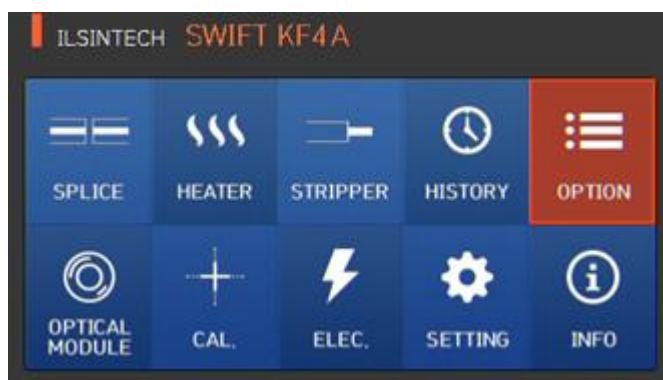 ILSINTECH SWIFT KF4A
SPLICE HEATER STRIPPER HISTORY OPTION
OPTICAL MODULE CAL. ELEC. SETTING INFO